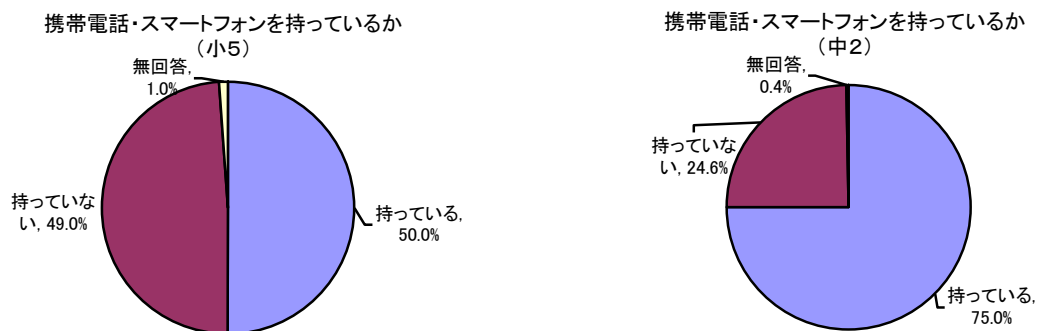 携帯電話・スマートフォンを持っているか
（小５）
無回答,
1.0%
持っていな
い, 49.0%
持っている,
50.0%
携帯電話・スマートフォンを持っているか
（中２）
無回答,
0.4%
持っていな
い, 24.6%
持っている,
75.0%